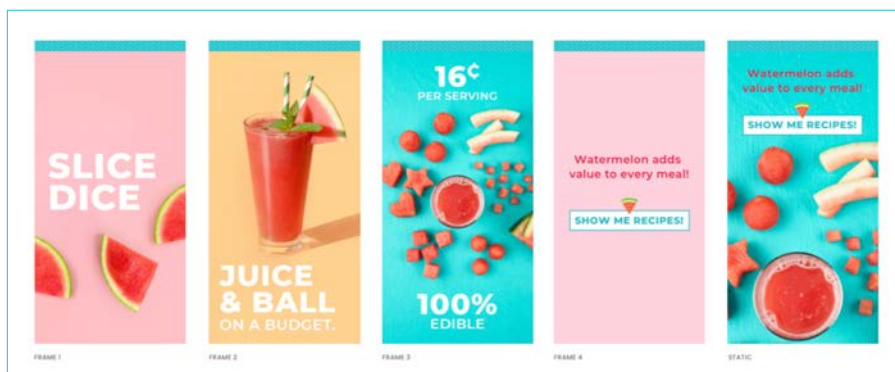 SLICE
DICE
JUICE
& BALL
ON A BUDGET.
16¢
PER SERVING
100%
EDIBLE
Watermelon adds
value to every meal!
SHOW ME RECIPES!
Watermelon adds
value to every meal!
SHOW ME RECIPES!
FRAME 1
FRAME 2
FRAME 3
FRAME 4
STATIC